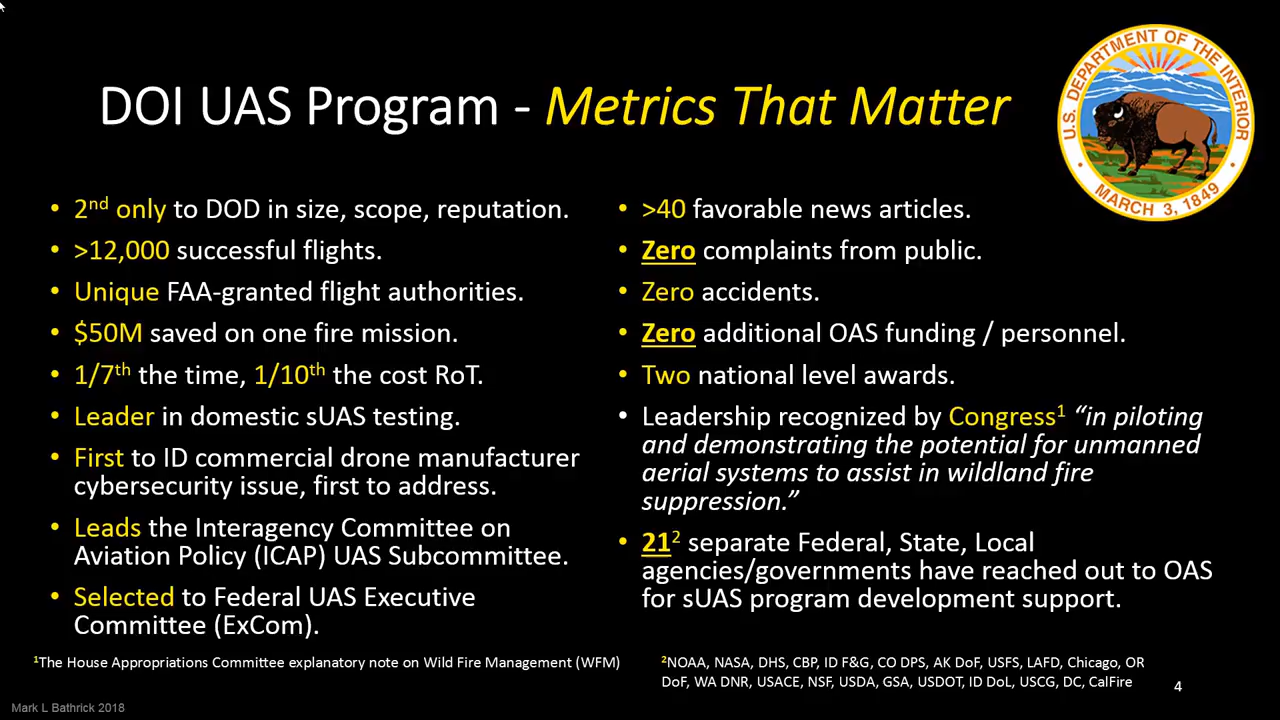 DOI UAS Program - Metrics That Matter
U.S. DEPARTMENT OF THE INTERIOR
MARCH 3, 1849
• 2nd only to DOD in size, scope, reputation.
• >12,000 successful flights.
• Unique FAA-granted flight authorities.
• $50M saved on one fire mission.
• 1/7th the time, 1/10th the cost RoT.
• Leader in domestic sUAS testing.
• First to ID commercial drone manufacturer
cybersecurity issue, first to address.
• Leads the Interagency Committee on
Aviation Policy (ICAP) UAS Subcommittee.
• Selected to Federal UAS Executive
Committee (ExCom).
• >40 favorable news articles.
• Zero complaints from public.
• Zero accidents.
• Zero additional OAS funding / personnel.
• Two national level awards.
• Leadership recognized by Congress1 “in piloting
and demonstrating the potential for unmanned
aerial systems to assist in wildland fire
suppression.”
• 212 separate Federal, State, Local
agencies/governments have reached out to OAS
for sUAS program development support.
1The House Appropriations Committee explanatory note on Wild Fire Management (WFM)
2NOAA, NASA, DHS, CBP, ID F&G, CO DPS, AK DoF, USFS, LAFD, Chicago, OR
DoF, WA DNR, USACE, NSF, USDA, GSA, USDOT, ID DoL, USCG, DC, CalFire
4
Mark L Bathrick 2018